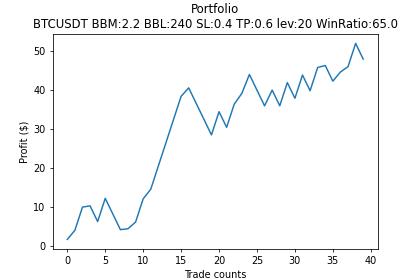 Portfolio
BTCUSDT BBM:2.2 BBL:240 SL:0.4 TP:0.6 lev:20 WinRatio:65.0
50
40
30
20
10
0
Profit ($)
0 5 10 15 20 25 30 35 40
Trade counts